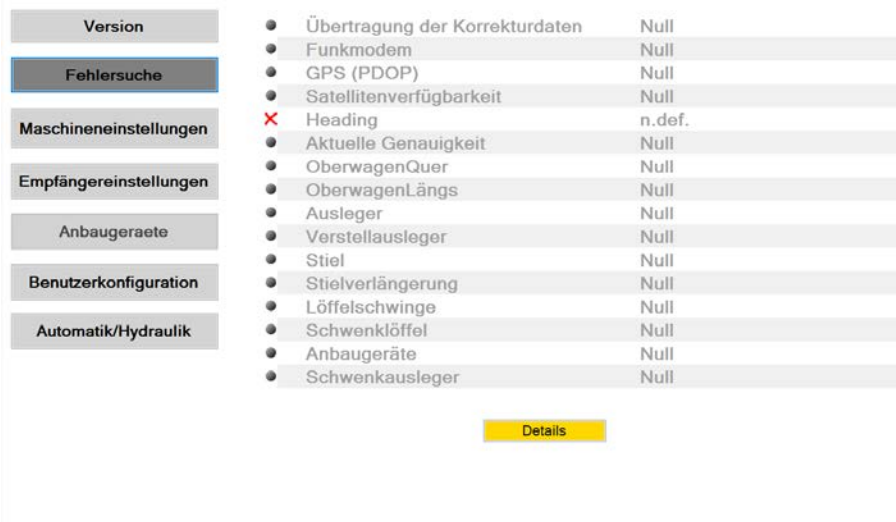 Version
Fehlersuche
Maschineneinstellungen
Empfängereinstellungen
Anbaugeraete
Benutzerkonfiguration
Automatik/Hydraulik
Übertragung der Korrekturdaten Null
Funkmodem Null
GPS (PDOP) Null
Satellitenverfügbarkeit Null
Heading n.def.
Aktuelle Genauigkeit Null
OberwagenQuer Null
OberwagenLängs Null
Ausleger Null
Verstellausleger Null
Stiel Null
Stielverlängerung Null
Löffelschwinge Null
Schwenklöffel Null
Anbaugeräte Null
Schwenkausleger Null
Details